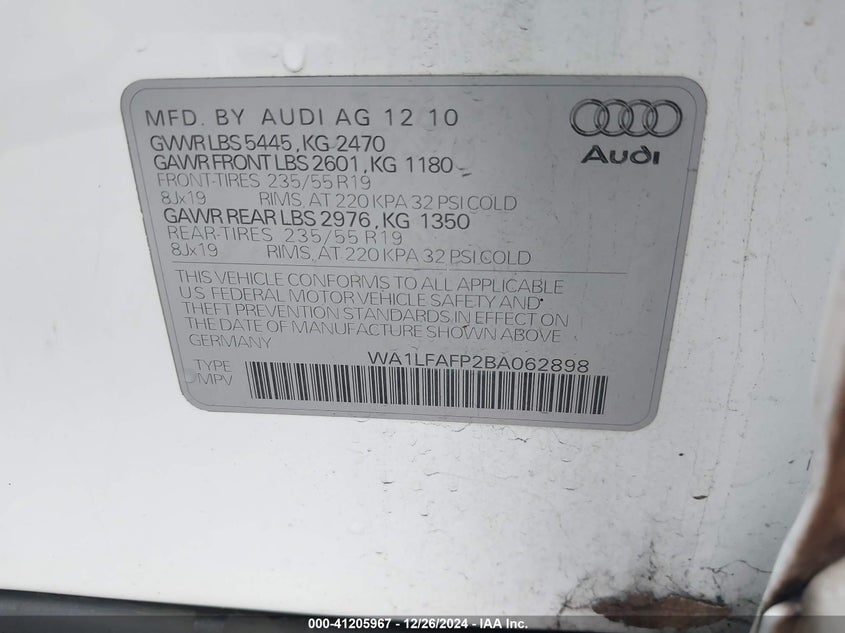 MFD. BY AUDI AG 12 10
GVWR LBS 5445, KG 2470
GAWR FRONT LBS 2601, KG 1180
FRONT-TIRES 235/55 R19
8Jx19 RIMS, AT 220 KPA 32 PSI COLD
GAWR REAR LBS 2976, KG 1350
REAR-TIRES 235/55 R19
8Jx19 RIMS, AT 220 KPA 32 PSI COLD
THIS VEHICLE CONFORMS TO ALL APPLICABLE
U.S. FEDERAL MOTOR VEHICLE SAFETY AND
THEFT PREVENTION STANDARDS IN EFFECT ON
THE DATE OF MANUFACTURE SHOWN ABOVE
GERMANY
WA1LFAFP2BA062898
TYPE
MPV
Audi
000-41205967 - 12/26/2024 - IAA Inc.